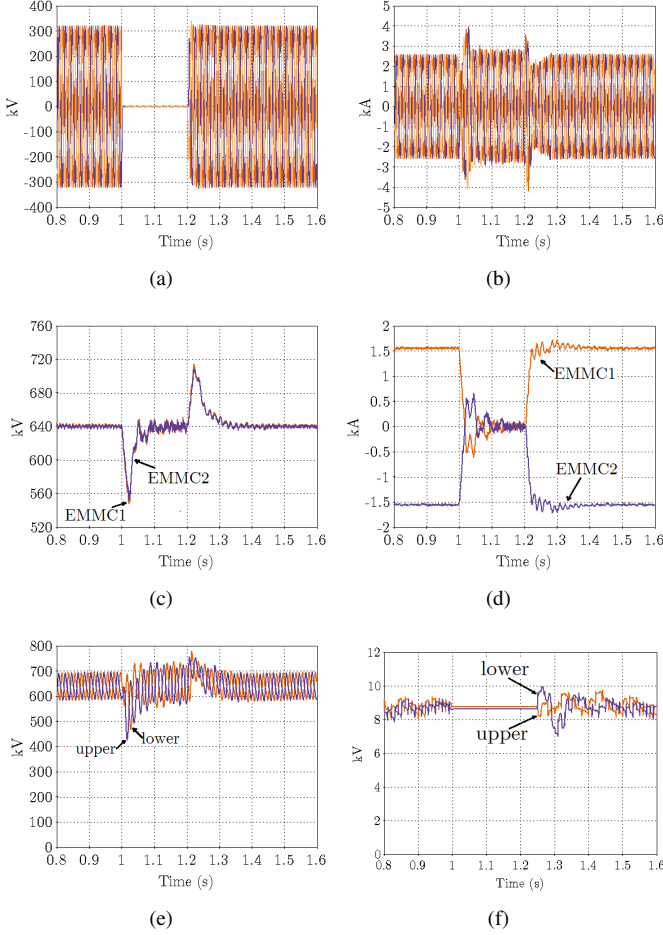 400
300
200
100
0
-100
-200
-300
-400
kV
0.8 0.9 1 1.1 1.2 1.3 1.4 1.5 1.6
Time (s)
(a)
5
4
3
2
1
0
-1
-2
-3
-4
-5
kA
0.8 0.9 1 1.1 1.2 1.3 1.4 1.5 1.6
Time (s)
(b)
760
720
680
640
600
560
520
kV
EMMC2
EMMC1
0.8 0.9 1 1.1 1.2 1.3 1.4 1.5 1.6
Time (s)
(c)
2
1.5
1
0.5
0
-0.5
-1
-1.5
-2
kA
EMMC1
EMMC2
0.8 0.9 1 1.1 1.2 1.3 1.4 1.5 1.6
Time (s)
(d)
800
700
600
500
400
300
200
100
0
kV
upper
lower
0.8 0.9 1 1.1 1.2 1.3 1.4 1.5 1.6
Time (s)
(e)
12
10
8
6
4
2
0
kV
lower
upper
0.8 0.9 1 1.1 1.2 1.3 1.4 1.5 1.6
Time (s)
(f)